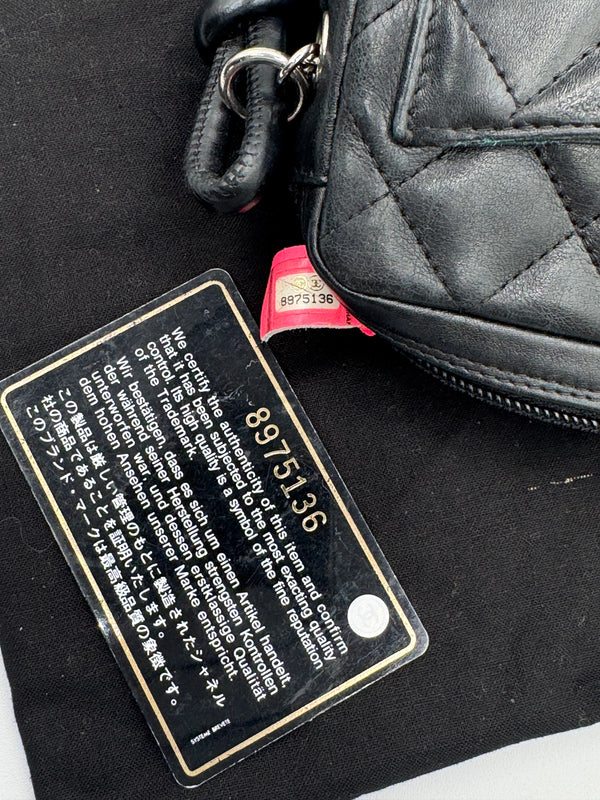 8975136
8975136
We certify the authenticity of this item and confirm
that it has been subjected to the most exacting quality
control. Its high quality is a symbol of the fine reputation
of the Trademark.
Wir bestätigen, dass es sich um einen Artikel handelt,
der während seiner Herstellung strengsten Kontrollen
unterworfen war und dessen erstklassige Qualität
dem hohen Ansehen unserer Marke entspricht.
この製品は厳しい管理のもとに製造されたシャネル
社の商品であることを証明いたします。
このブランド・マークは最高級品質の象徴です。
SYSTEME BREVETE